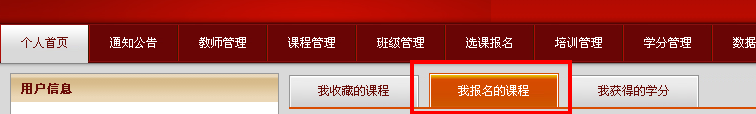 个人首页 通知公告 教师管理 课程管理 班级管理 选课报名 培训管理 学分管理 数据
用户信息 我收藏的课程 我报名的课程 我获得的学分